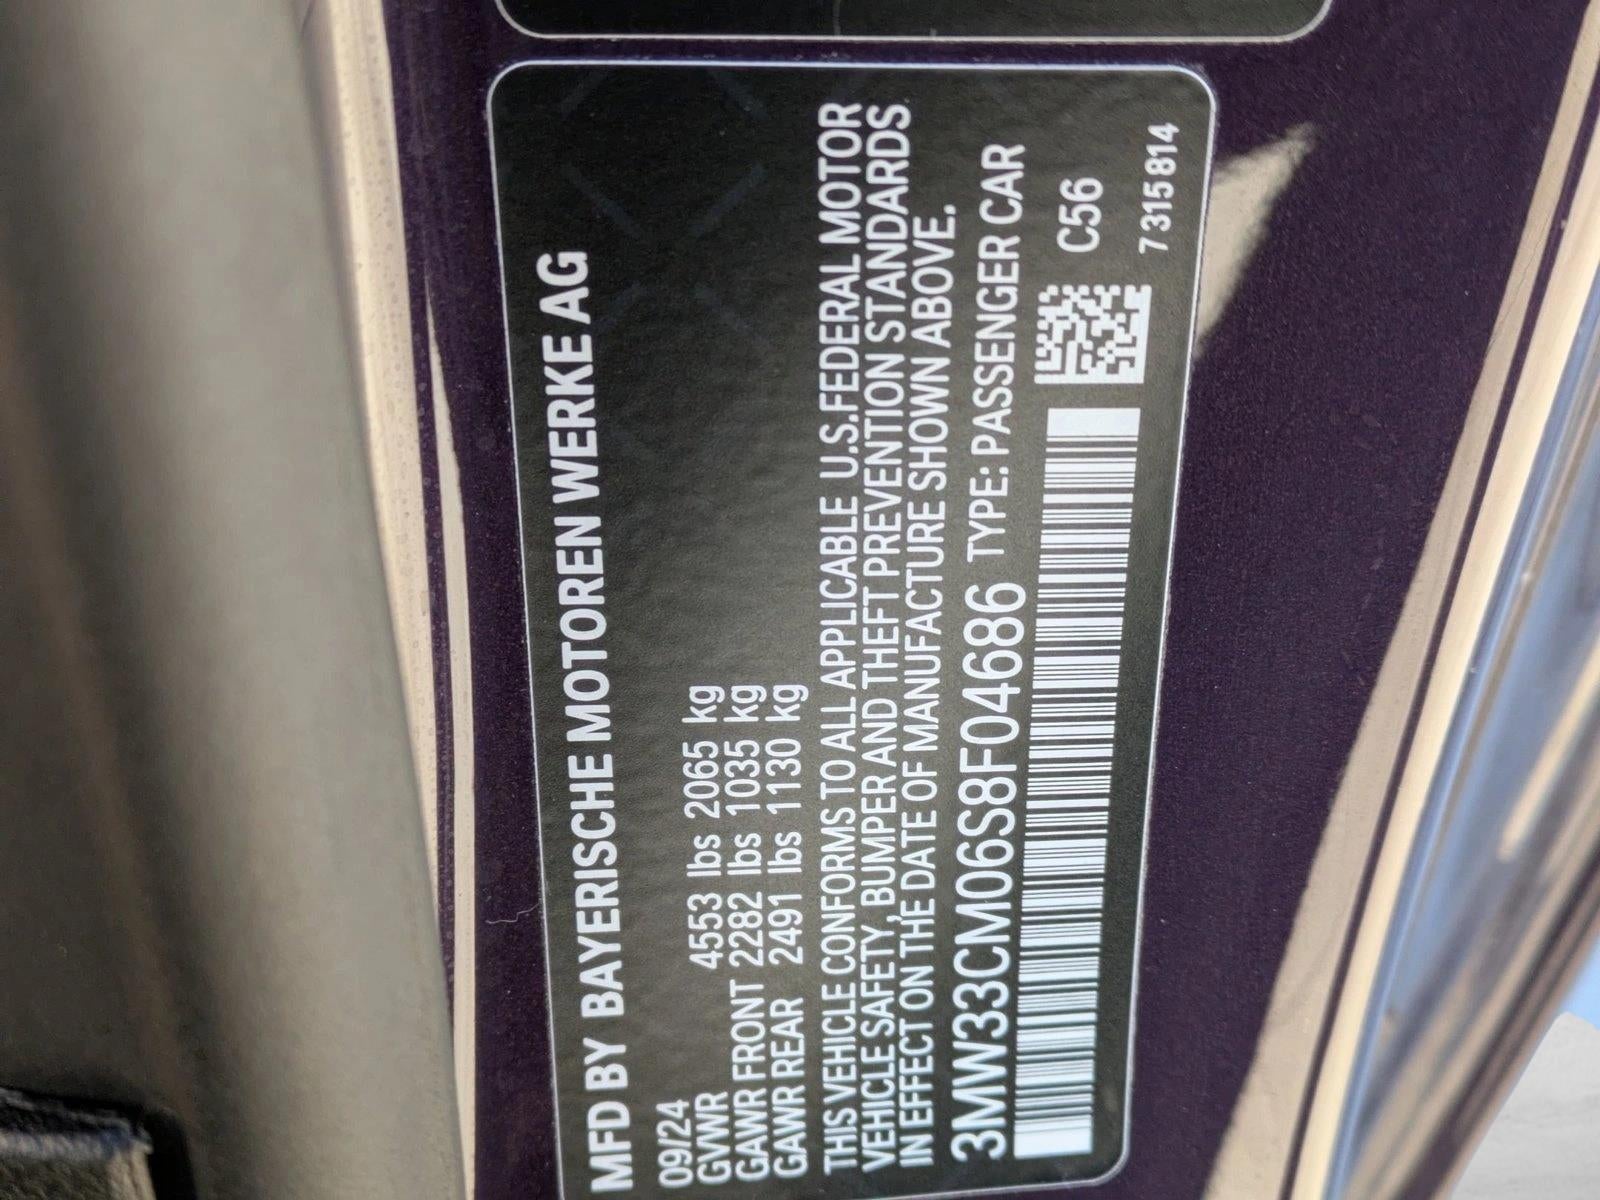 MFD BY BAYERISCHE MOTOREN WERKE AG
09/24
GVWR 4553 lbs 2065 kg
GAWR FRONT 2282 lbs 1035 kg
GAWR REAR 2491 lbs 1130 kg
THIS VEHICLE CONFORMS TO ALL APPLICABLE U.S.FEDERAL MOTOR
VEHICLE SAFETY, BUMPER AND THEFT PREVENTION STANDARDS
IN EFFECT ON THE DATE OF MANUFACTURE SHOWN ABOVE.
3MW33CM06S8F04686 TYPE: PASSENGER CAR
C56
7315814